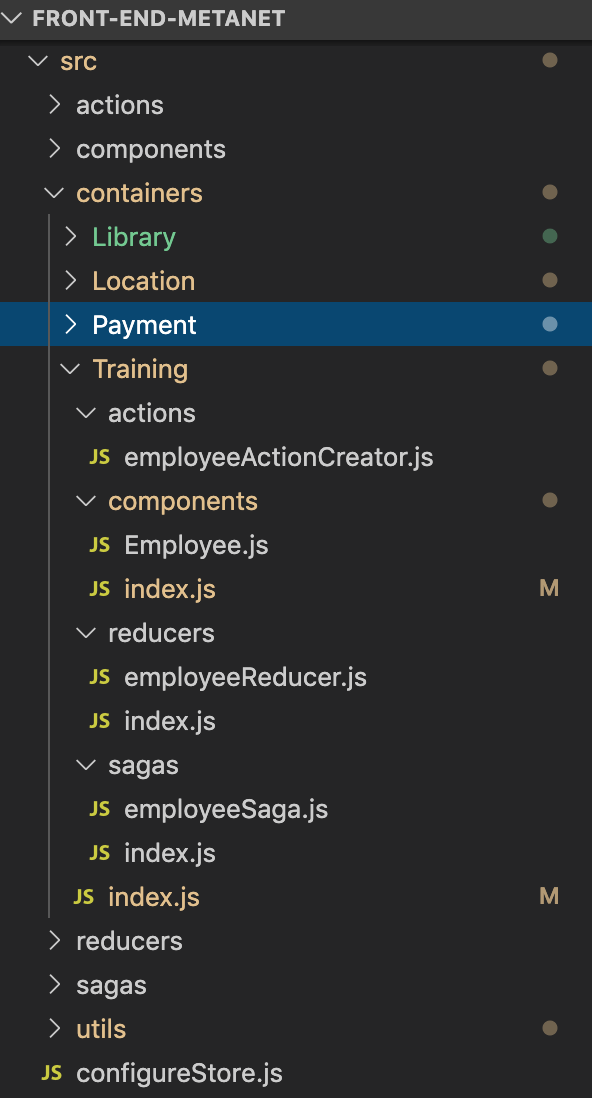 FRONT-END-METANET
src
actions
components
containers
Library
Location
Payment
Training
actions
JS employeeActionCreator.js
components
JS Employee.js
JS index.js M
reducers
JS employeeReducer.js
JS index.js
sagas
JS employeeSaga.js
JS index.js
JS index.js M
reducers
sagas
utils
JS configureStore.js